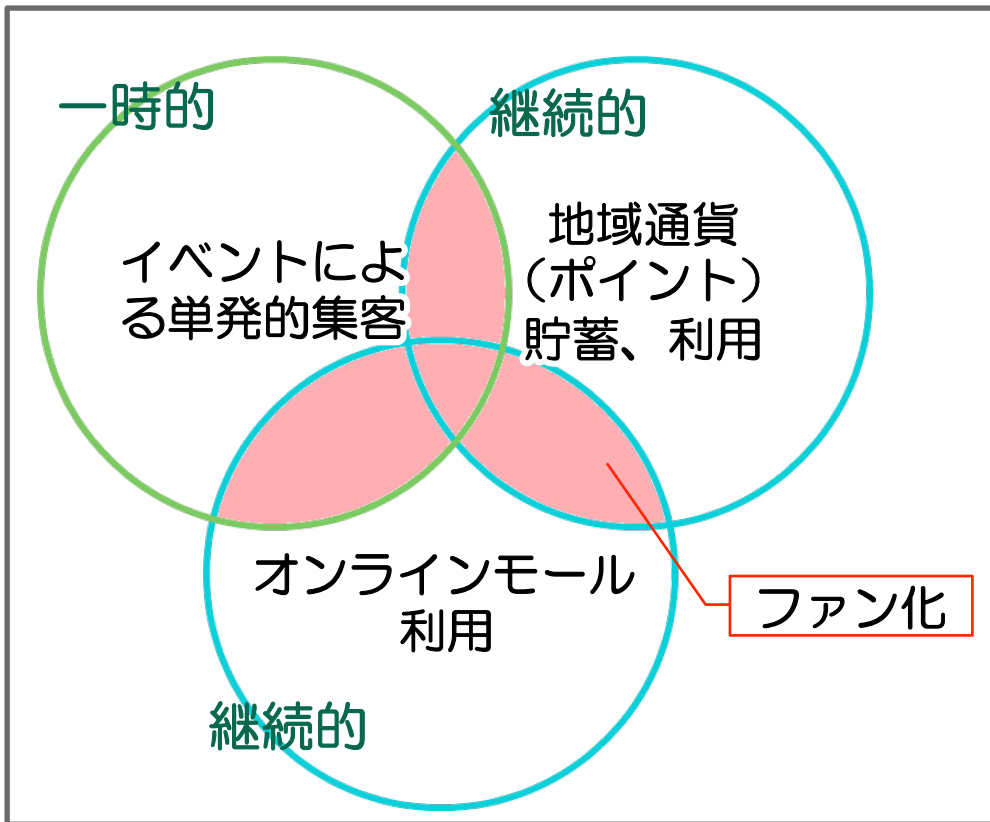 一時的
継続的
イベントによ
る単発的集客
地域通貨
（ポイント）
貯蓄、利用
オンラインモール
利用
ファン化
継続的